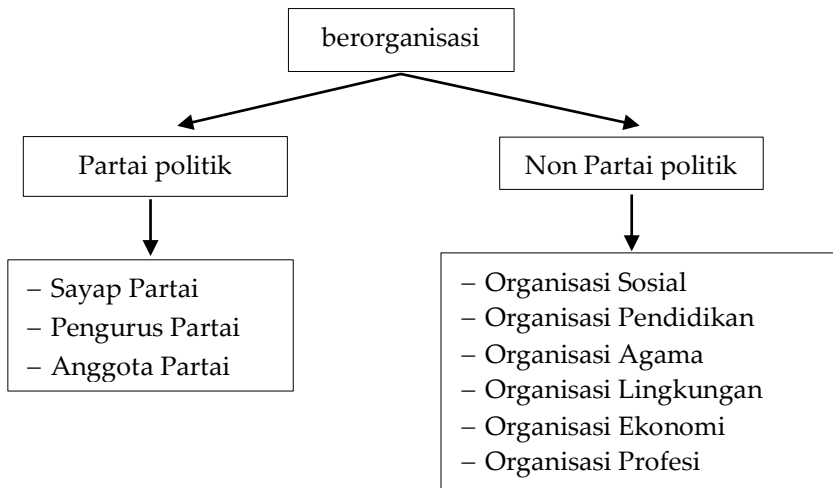 berorganisasi
Partai politik
Non Partai politik
– Sayap Partai
– Pengurus Partai
– Anggota Partai
– Organisasi Sosial
– Organisasi Pendidikan
– Organisasi Agama
– Organisasi Lingkungan
– Organisasi Ekonomi
– Organisasi Profesi